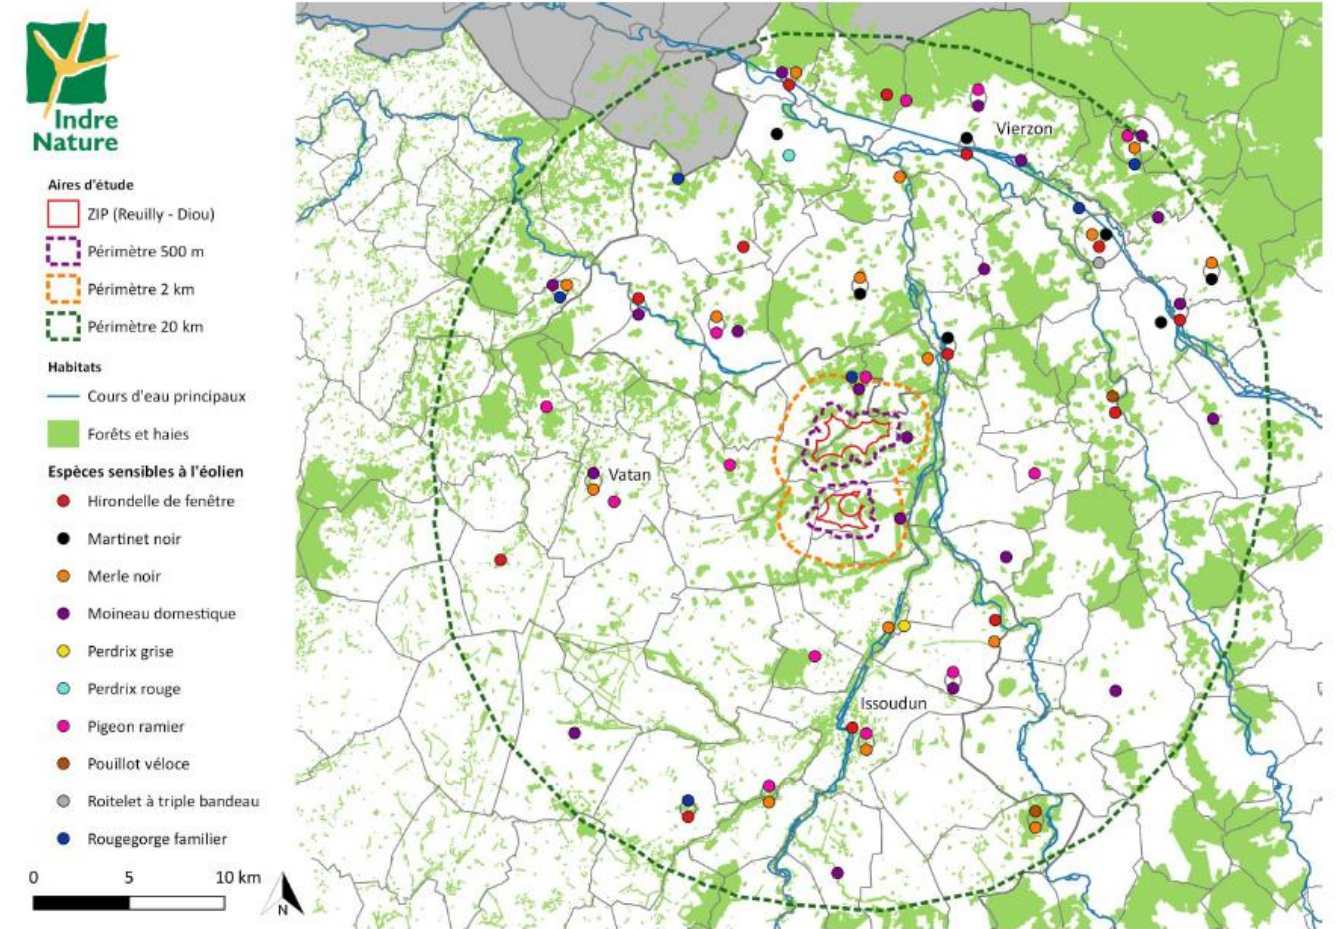 Indre
Nature
Aires d'étude
ZIP (Reuilly - Diou)
Périmètre 500 m
Périmètre 2 km
Périmètre 20 km
Habitats
Cours d'eau principaux
Forêts et haies
Espèces sensibles à l'éolien
Hirondelle de fenêtre
Martinet noir
Merle noir
Moineau domestique
Perdrix grise
Perdrix rouge
Pigeon ramier
Pouillot véloce
Roitelet à triple bandeau
Rougegorge familier
0 5 10 km
N
Vierzon
Vatan
Issoudun